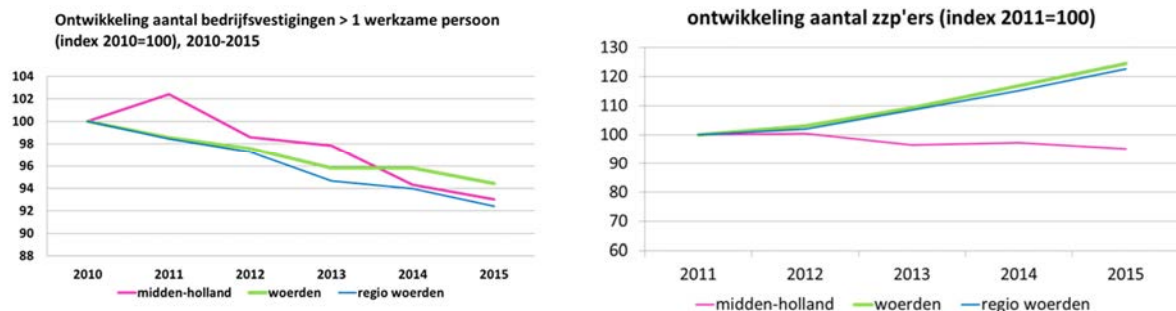 Ontwikkeling aantal bedrijfsvestigingen > 1 werkzame persoon
(index 2010=100), 2010-2015
104
102
100
98
96
94
92
90
88
2010 2011 2012 2013 2014 2015
midden-holland woerden regio woerden
ontwikkeling aantal zzp'ers (index 2011=100)
130
120
110
100
90
80
70
60
2011 2012 2013 2014 2015
midden-holland woerden regio woerden